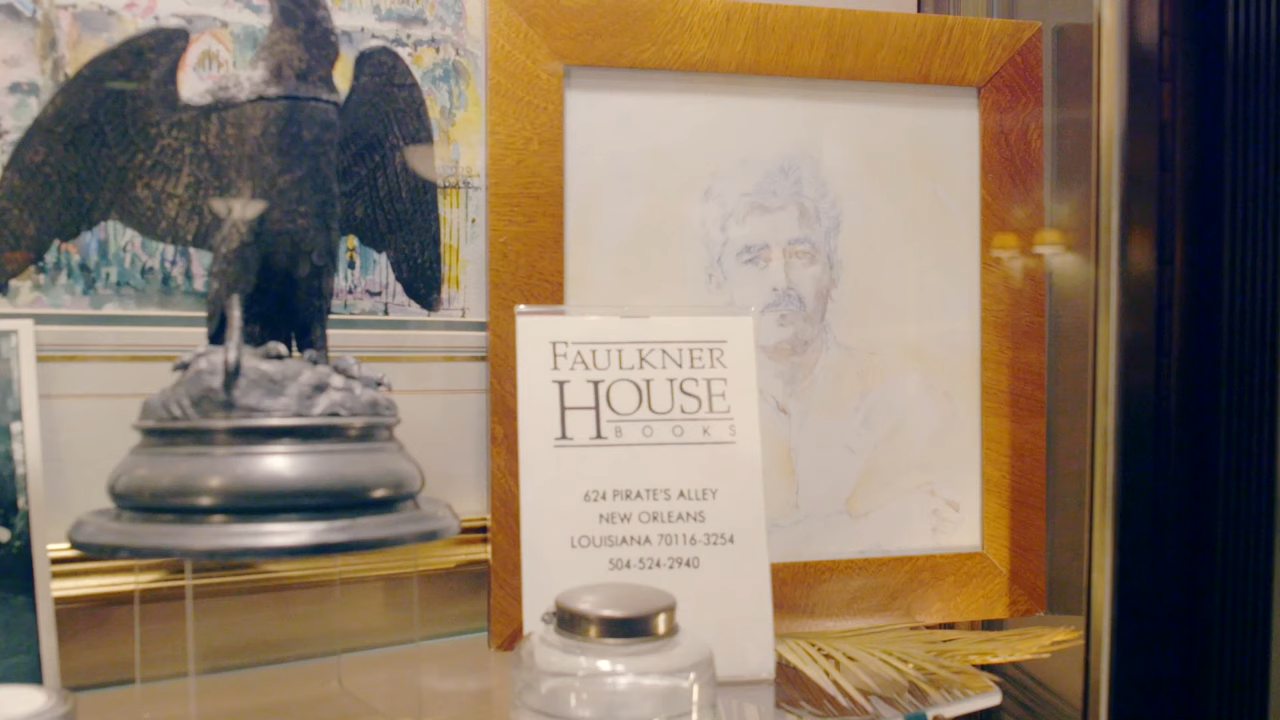 FAULKNER
HOUSE
BOOKS
624 PIRATE'S ALLEY
NEW ORLEANS
LOUISIANA 70116-3254
504-524-2940